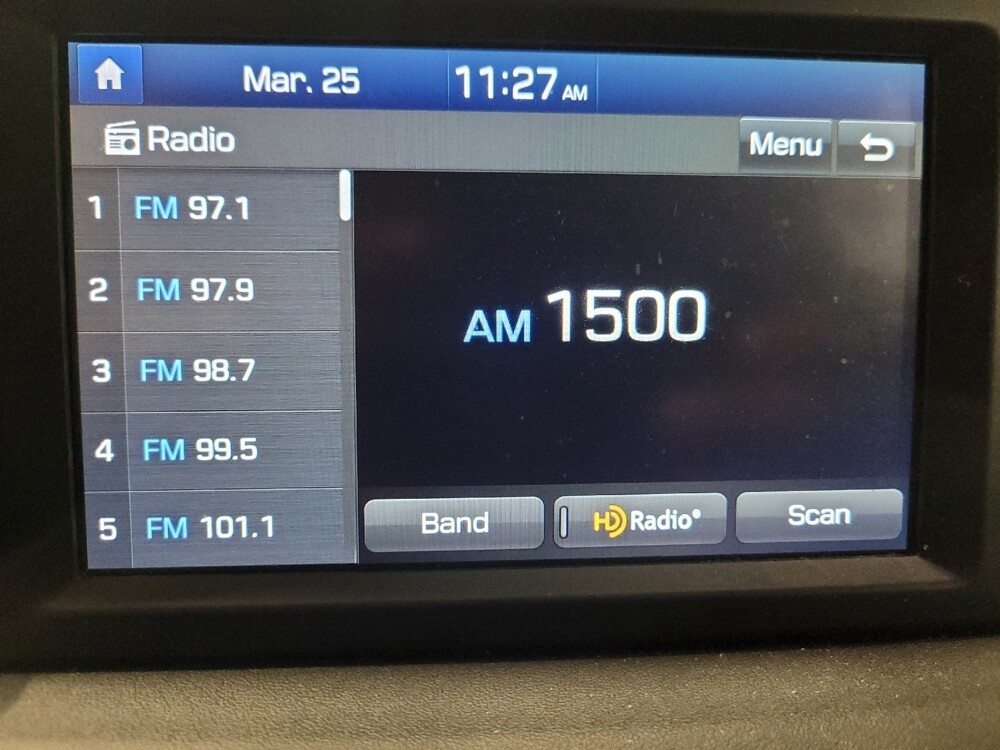 Mar. 25 11:27 AM
Radio Menu
1 FM 97.1
2 FM 97.9
3 FM 98.7
4 FM 99.5
5 FM 101.1
AM 1500
Band HD Radio® Scan